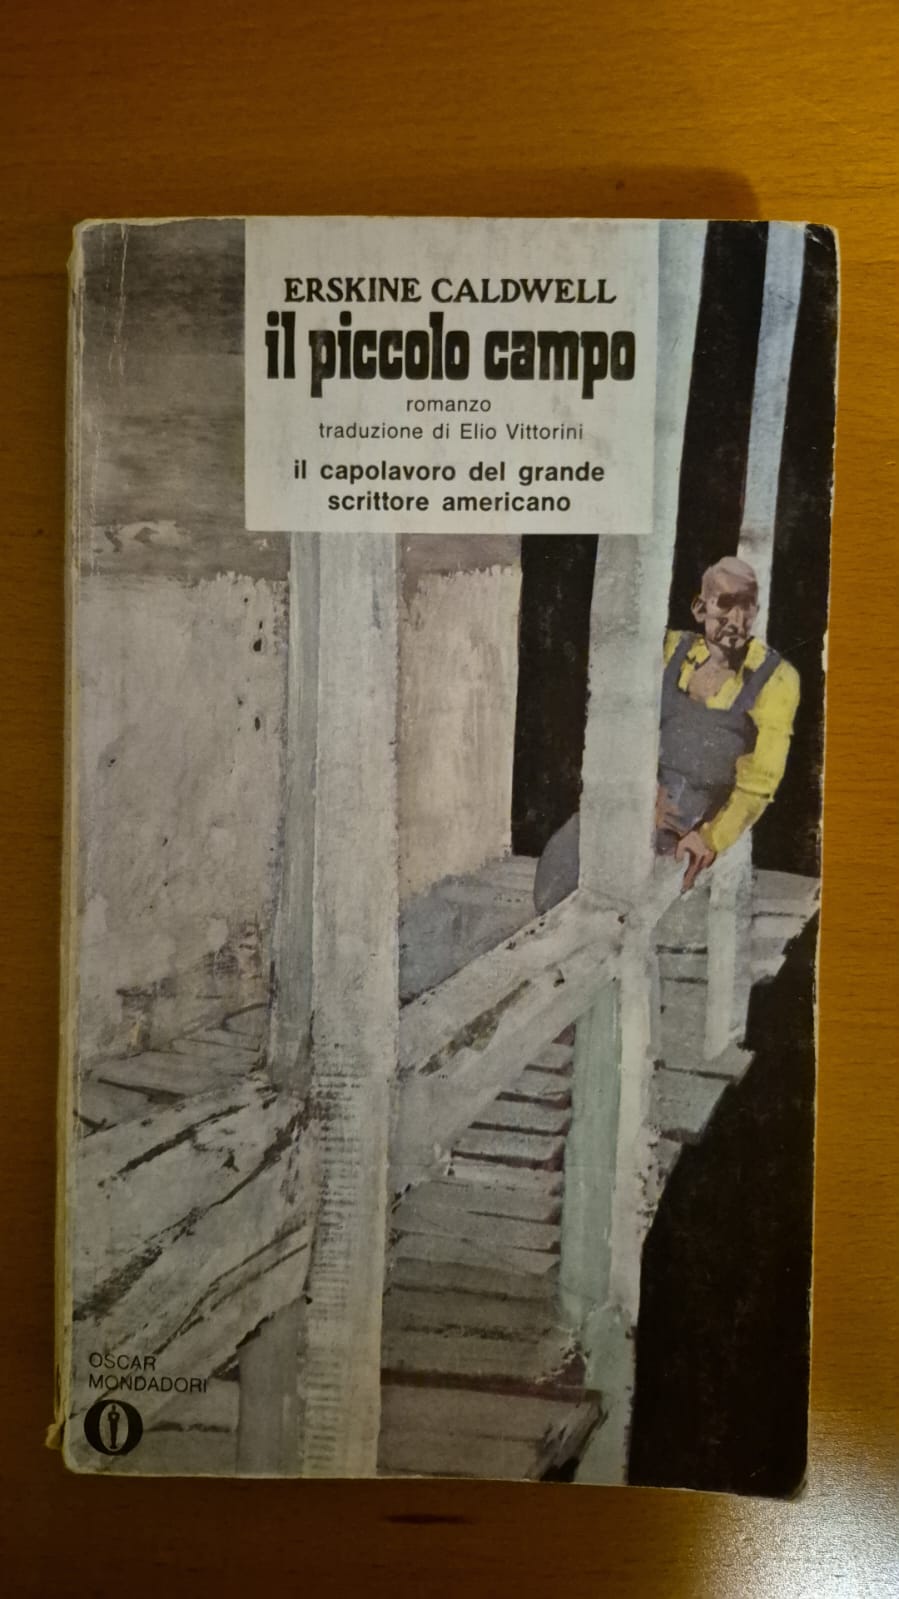 ERSKINE CALDWELL
il piccolo campo
romanzo
traduzione di Elio Vittorini
il capolavoro del grande
scrittore americano
OSCAR
MONDADORI